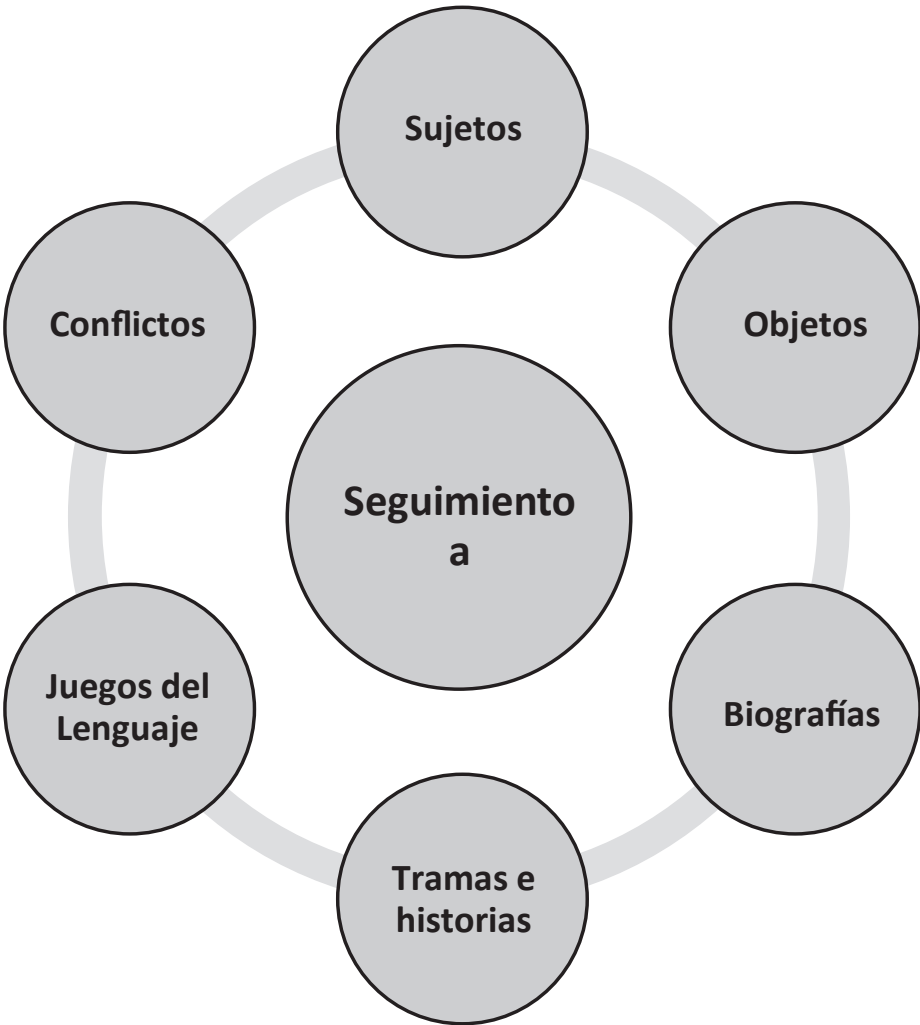 Sujetos
Objetos
Biografías
Tramas e
historias
Juegos del
Lenguaje
Conflictos
Seguimiento
a